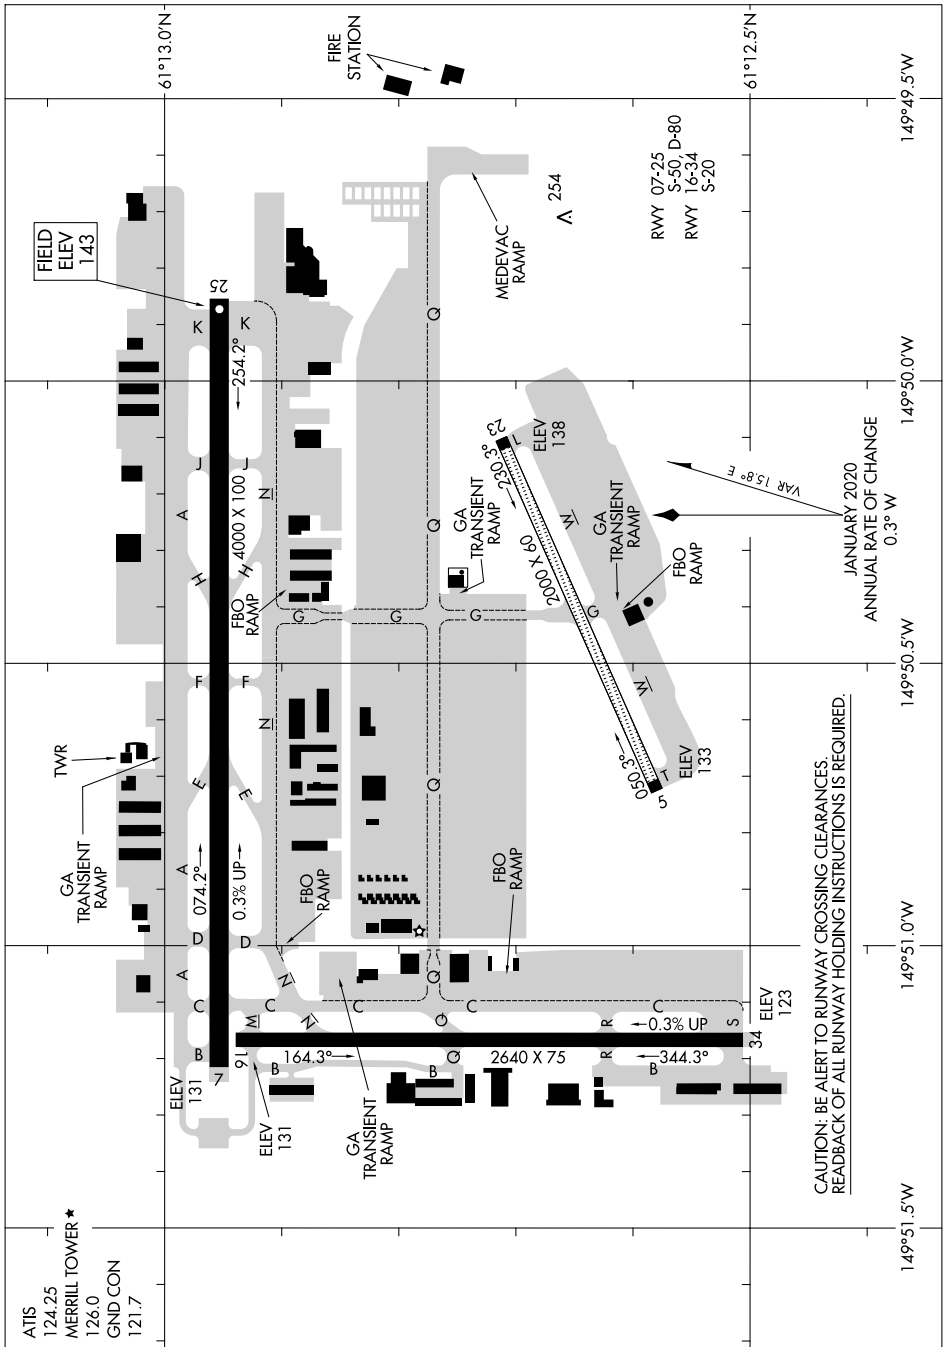 ATIS
124.25
MERRILL TOWER ★
126.0
GND CON
121.7
61°13.0'N
61°12.5'N
149°49.5'W
149°50.0'W
149°50.5'W
149°51.0'W
149°51.5'W
FIRE
STATION
FIELD
ELEV
143
25
K
K
254.2°
J
J
A
4000 X 100
N
H
H
FBO
RAMP
G
G
G
G
F
F
N
TWR
GA
TRANSIENT
RAMP
E
E
A
074.2°
0.3% UP
D
D
A
FBO
RAMP
N
C
C
C
C
C
M
N
B
7
ELEV
131
16
ELEV
131
B
164.3°
GA
TRANSIENT
RAMP
Q
Q
Q
Q
Q
Q
B
2640 X 75
R
R
0.3% UP
344.3°
B
S
34
ELEV
123
FBO
RAMP
MEDEVAC
RAMP
254
RWY 07-25
S-50, D-80
RWY 16-34
S-20
GA
TRANSIENT
RAMP
23
230.3°
1
ELEV
138
2000 X 60
W
W
GA
TRANSIENT
RAMP
FBO
RAMP
050.3°
5
1
ELEV
133
VAR 15.8° E
JANUARY 2020
ANNUAL RATE OF CHANGE
0.3° W
CAUTION: BE ALERT TO RUNWAY CROSSING CLEARANCES.
READBACK OF ALL RUNWAY HOLDING INSTRUCTIONS IS REQUIRED.